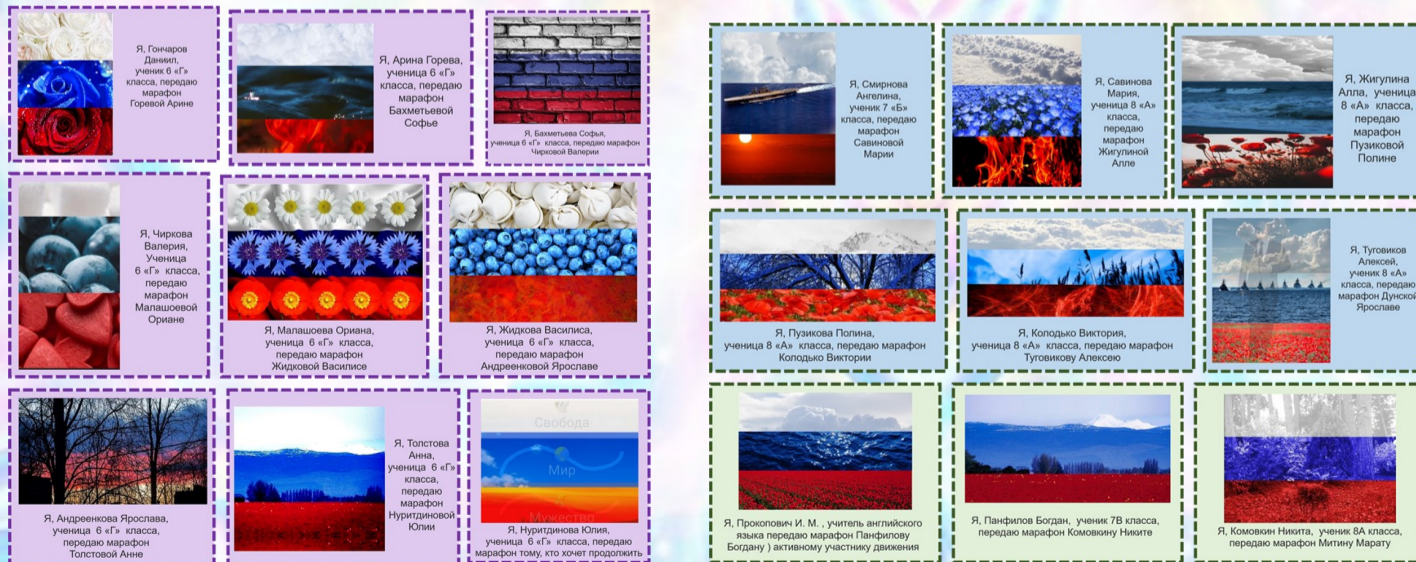 Я, Гончаров
Даниил,
ученик 6 «Г»
класса, передаю
марафон
Горевой Арине
Я, Арина Горева,
ученица 6 «Г»
класса, передаю
марафон
Бахметьевой
Софье
Я, Бахметьева Софья,
ученица 6 «Г» класса, передаю марафон
Чирковой Валерии
Я, Чиркова
Валерия,
Ученица
6 «Г» класса,
передаю
марафон
Малашоевой
Ориане
Я, Малашоева Ориана,
ученица 6 «Г» класса,
передаю марафон
Жидковой Василисе
Я, Жидкова Василиса,
ученица 6 «Г» класса,
передаю марафон
Андреенковой Ярославе
Я, Андреенкова Ярослава,
ученица 6 «Г» класса,
передаю марафон
Толстовой Анне
Я, Толстова
Анна,
ученица 6 «Г»
класса,
передаю
марафон
Нуритдиновой
Юлии
Свобода
Мир
Мужество
Я, Нуритдинова Юлия,
ученица 6 «Г» класса, передаю
марафон тому, кто хочет продолжить
Я, Смирнова
Ангелина,
ученик 7 «Б»
класса, передаю
марафон
Савиновой
Марии
Я, Савинова
Мария,
ученица 8 «А»
класса,
передаю
марафон
Жигулиной
Алле
Я, Жигулина
Алла, ученица
8 «А» класса,
передаю
марафон
Пузиковой
Полине
Я, Пузикова Полина,
ученица 8 «А» класса, передаю марафон
Колодько Виктории
Я, Колодько Виктория,
ученица 8 «А» класса, передаю марафон
Туговикову Алексею
Я, Туговиков
Алексей,
ученик 8 «А»
класса, передаю
марафон Дунской
Ярославе
Я, Прокопович И. М. , учитель английского
языка передаю марафон Панфилову
Богдану ) активному участнику движения
Я, Панфилов Богдан, ученик 7В класса,
передаю марафон Комовкину Никите
Я, Комовкин Никита, ученик 8А класса,
передаю марафон Митину Марату